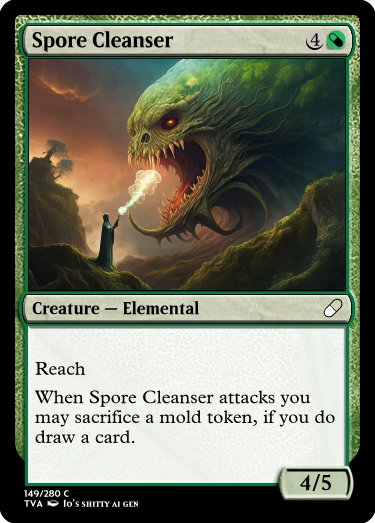 Spore Cleanser 4
Creature — Elemental
Reach
When Spore Cleanser attacks you
may sacrifice a mold token, if you do
draw a card.
4/5
149/280 C
TVA Io's shitty ai gen